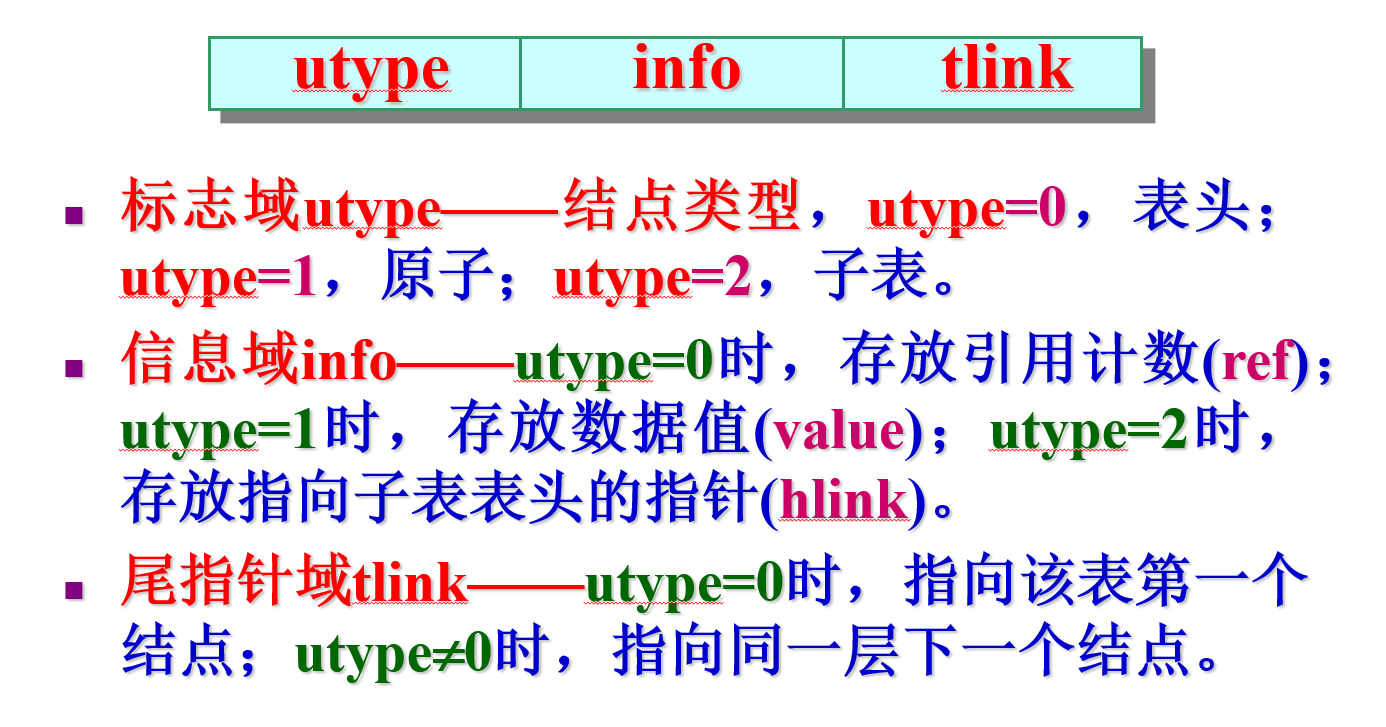 utype info tlink
标志域utype——结点类型，utype=0，表头；
utype=1，原子；utype=2，子表。
信息域info——utype=0时，存放引用计数(ref)；
utype=1时，存放数据值(value)；utype=2时，
存放指向子表表头的指针(hlink)。
尾指针域tlink——utype=0时，指向该表第一个
结点；utype≠0时，指向同一层下一个结点。